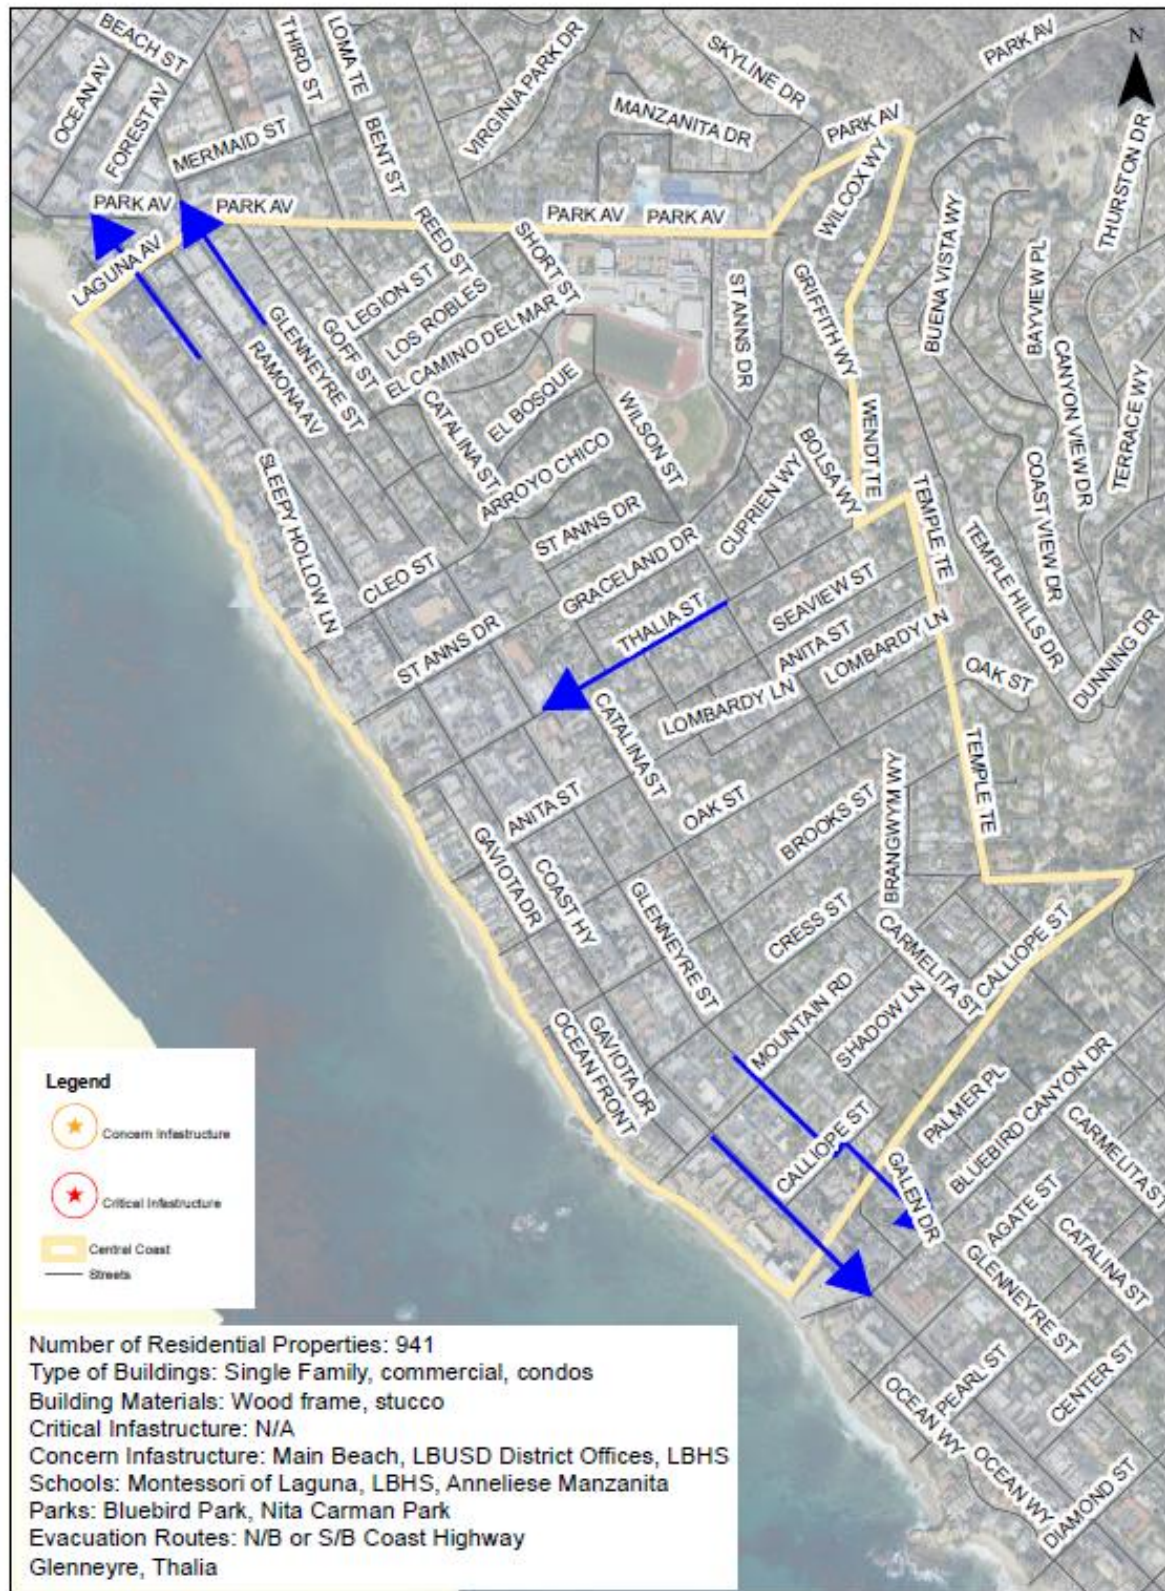 BEACH ST
OCEAN AV
FOREST AV
THIRD ST
LOMA TE
MERMAID ST
BENT ST
VIRGINIA PARK DR
SKYLINE DR
MANZANITA DR
PARK AV
PARK AV
N
THURSTON DR
PARK AV
PARK AV
PARK AV
PARK AV
WILCOX WY
LAGUNA AV
REED ST
SHORT ST
LEGION ST
LOS ROBLES
EL CAMINO DEL MAR
GOFF ST
GLENNEYRE ST
RAMONA AV
ST ANNS DR
GRIFFITH WY
BUENA VISTA WY
BAYVIEW PL
CANYON VIEW DR
TERRACE WY
COAST VIEW DR
CATALINA ST
EL BOSQUE
ARROYO CHICO
WILSON ST
WENDT TE
BOLSA WY
CUPRIEN WY
TEMPLE TE
TEMPLE HILLS DR
DUNNING DR
SLEEPY HOLLOW LN
CLEO ST
ST ANNS DR
GRACELAND DR
ST ANNS DR
THALIA ST
SEAVIEW ST
ANITA ST
LOMBARDY LN
LOMBARDY LN
OAK ST
CATALINA ST
OAK ST
ANITA ST
BROOKS ST
BRANGWYM WY
TEMPLE TE
GAVIOTA DR
COAST HY
GLENNEYRE ST
CRESS ST
CARMELITA ST
CALLIOPE ST
MOUNTAIN RD
SHADOW LN
GAVIOTA DR
OCEAN FRONT
CALLIOPE ST
PALMER PL
BLUEBIRD CANYON DR
CARMELITA ST
GALEN DR
AGATE ST
CATALINA ST
GLENNEYRE ST
CENTER ST
PEARL ST
OCEAN WY
OCEAN WY
DIAMOND ST
Legend
Concern Infastructure
Critical Infastructure
Central Coast
Streets
Number of Residential Properties: 941
Type of Buildings: Single Family, commercial, condos
Building Materials: Wood frame, stucco
Critical Infastructure: N/A
Concern Infastructure: Main Beach, LBUSD District Offices, LBHS
Schools: Montessori of Laguna, LBHS, Anneliese Manzanita
Parks: Bluebird Park, Nita Carman Park
Evacuation Routes: N/B or S/B Coast Highway
Glenneyre, Thalia